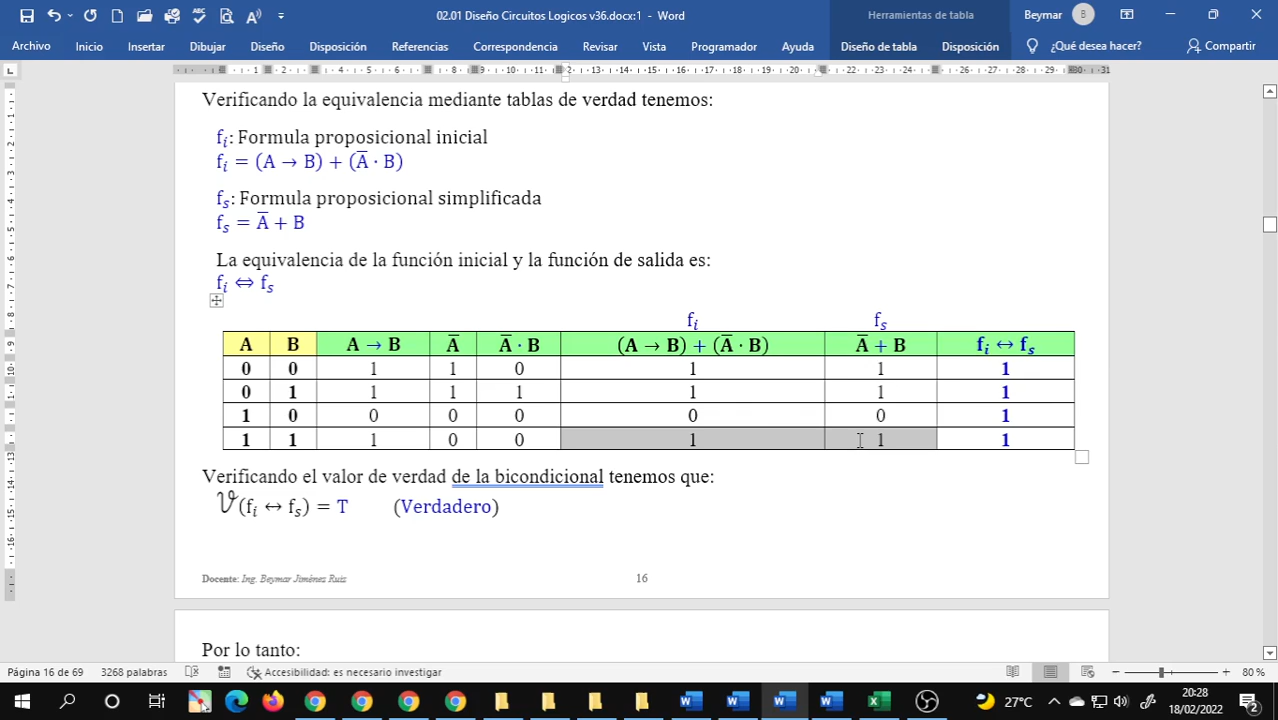 02.01 Diseño Circuitos Logicos v36.docx:1 - Word
Herramientas de tabla
Beymar B
Archivo Inicio Insertar Dibujar Diseño Disposición Referencias Correspondencia Revisar Vista Programador Ayuda Diseño de tabla Disposición ¿Qué desea hacer? Compartir
Verificando la equivalencia mediante tablas de verdad tenemos:
fᵢ: Formula proposicional inicial
fᵢ = (A → B) + (A̅ · B)
fₛ: Formula proposicional simplificada
fₛ = A̅ + B
La equivalencia de la función inicial y la función de salida es:
fᵢ ⇔ fₛ
fᵢ fₛ
A B A → B A̅ A̅ · B (A → B) + (A̅ · B) A̅ + B fᵢ ↔ fₛ
0 0 1 1 0 1 1 1
0 1 1 1 1 1 1 1
1 0 0 0 0 0 0 1
1 1 1 0 0 1 1 1
Verificando el valor de verdad de la bicondicional tenemos que:
𝒱(fᵢ ↔ fₛ) = T (Verdadero)
Docente: Ing. Beymar Jiménez Ruiz 16
Por lo tanto:
Página 16 de 69 3268 palabras Accesibilidad: es necesario investigar 80 %
27°C 20:28
18/02/2022 2